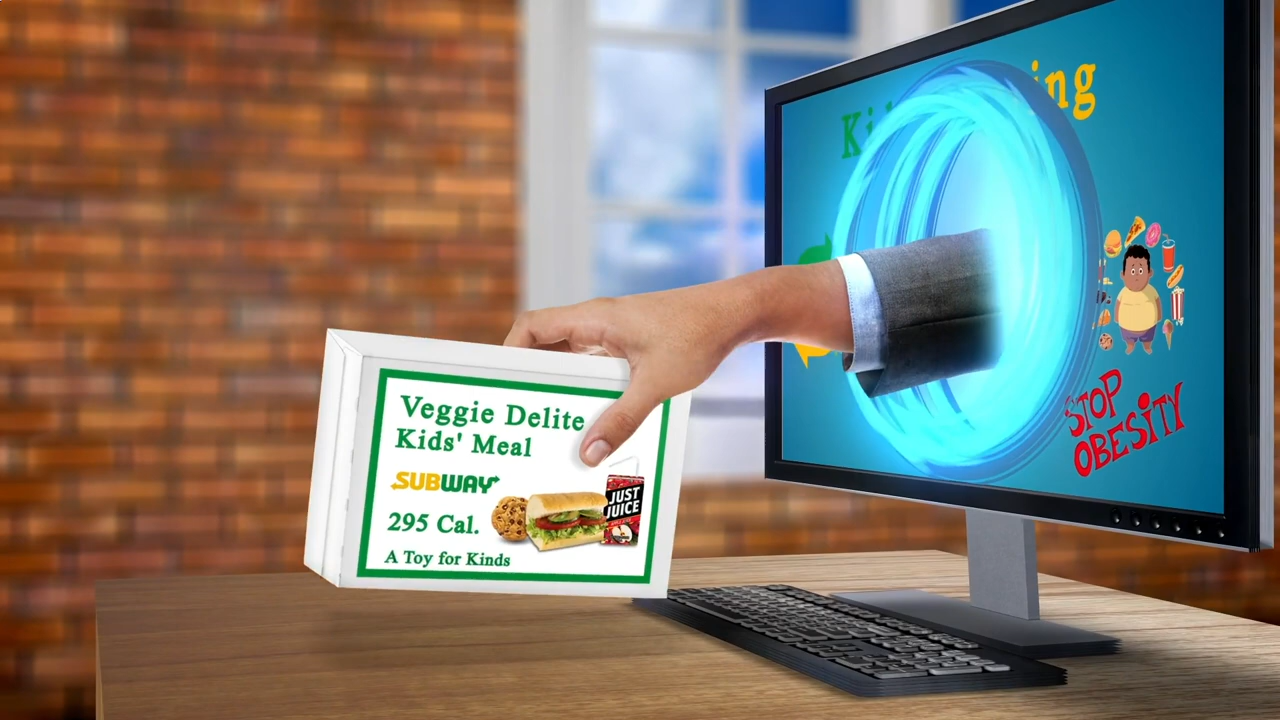 Veggie Delite
Kids' Meal
SUBWAY
295 Cal.
A Toy for Kinds
JUST
JUICE
STOP
OBESITY